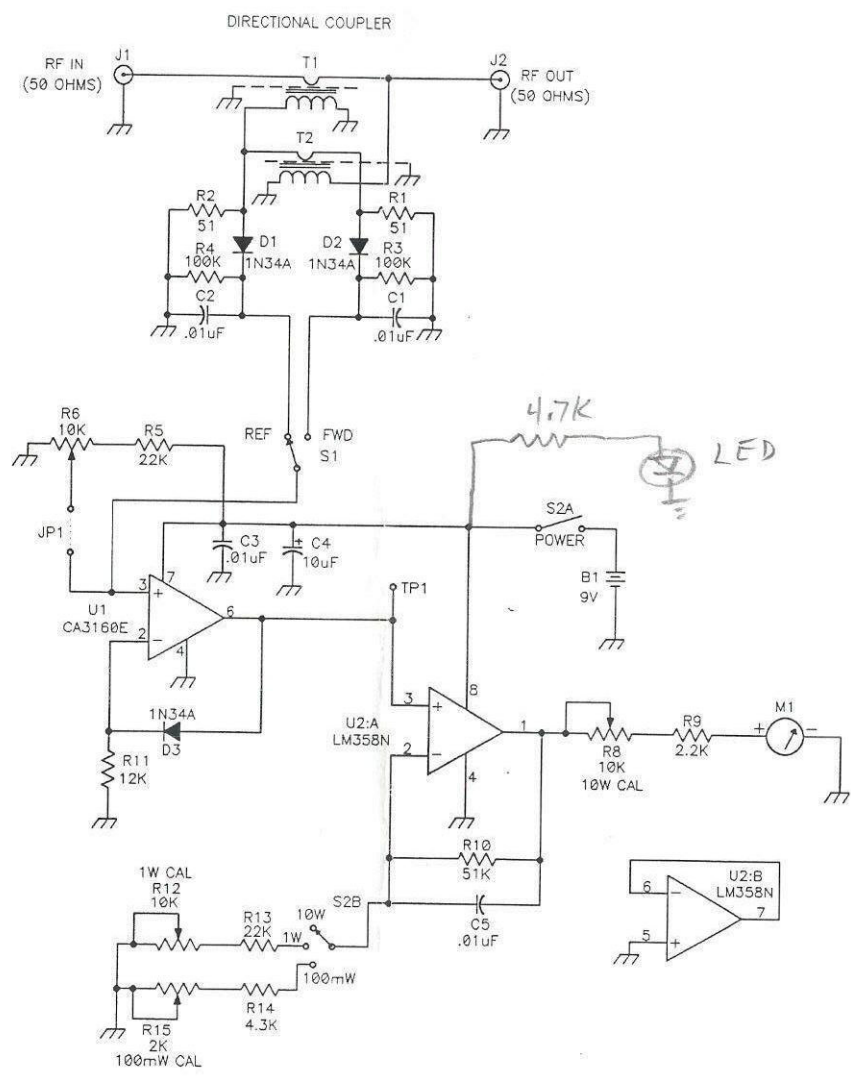 DIRECTIONAL COUPLER
J1
T1
J2
RF IN
(50 OHMS)
RF OUT
(50 OHMS)
T2
R2
51
R1
51
D1
1N34A
D2
1N34A
R4
100K
R3
100K
C2
.01uF
C1
.01uF
R6
10K
R5
22K
REF
FWD
S1
4.7K
LED
JP1
C3
.01uF
C4
10uF
+
S2A
POWER
B1
9V
TP1
U1
CA3160E
3
+
7
6
2
−
4
1N34A
D3
R11
12K
U2:A
LM358N
3
+
8
1
2
−
4
R8
10K
10W CAL
R9
2.2K
M1
+
−
R10
51K
C5
.01uF
1W CAL
R12
10K
R13
22K
S2B
10W
1W
100mW
R14
4.3K
R15
2K
100mW CAL
U2:B
LM358N
6
−
7
5
+